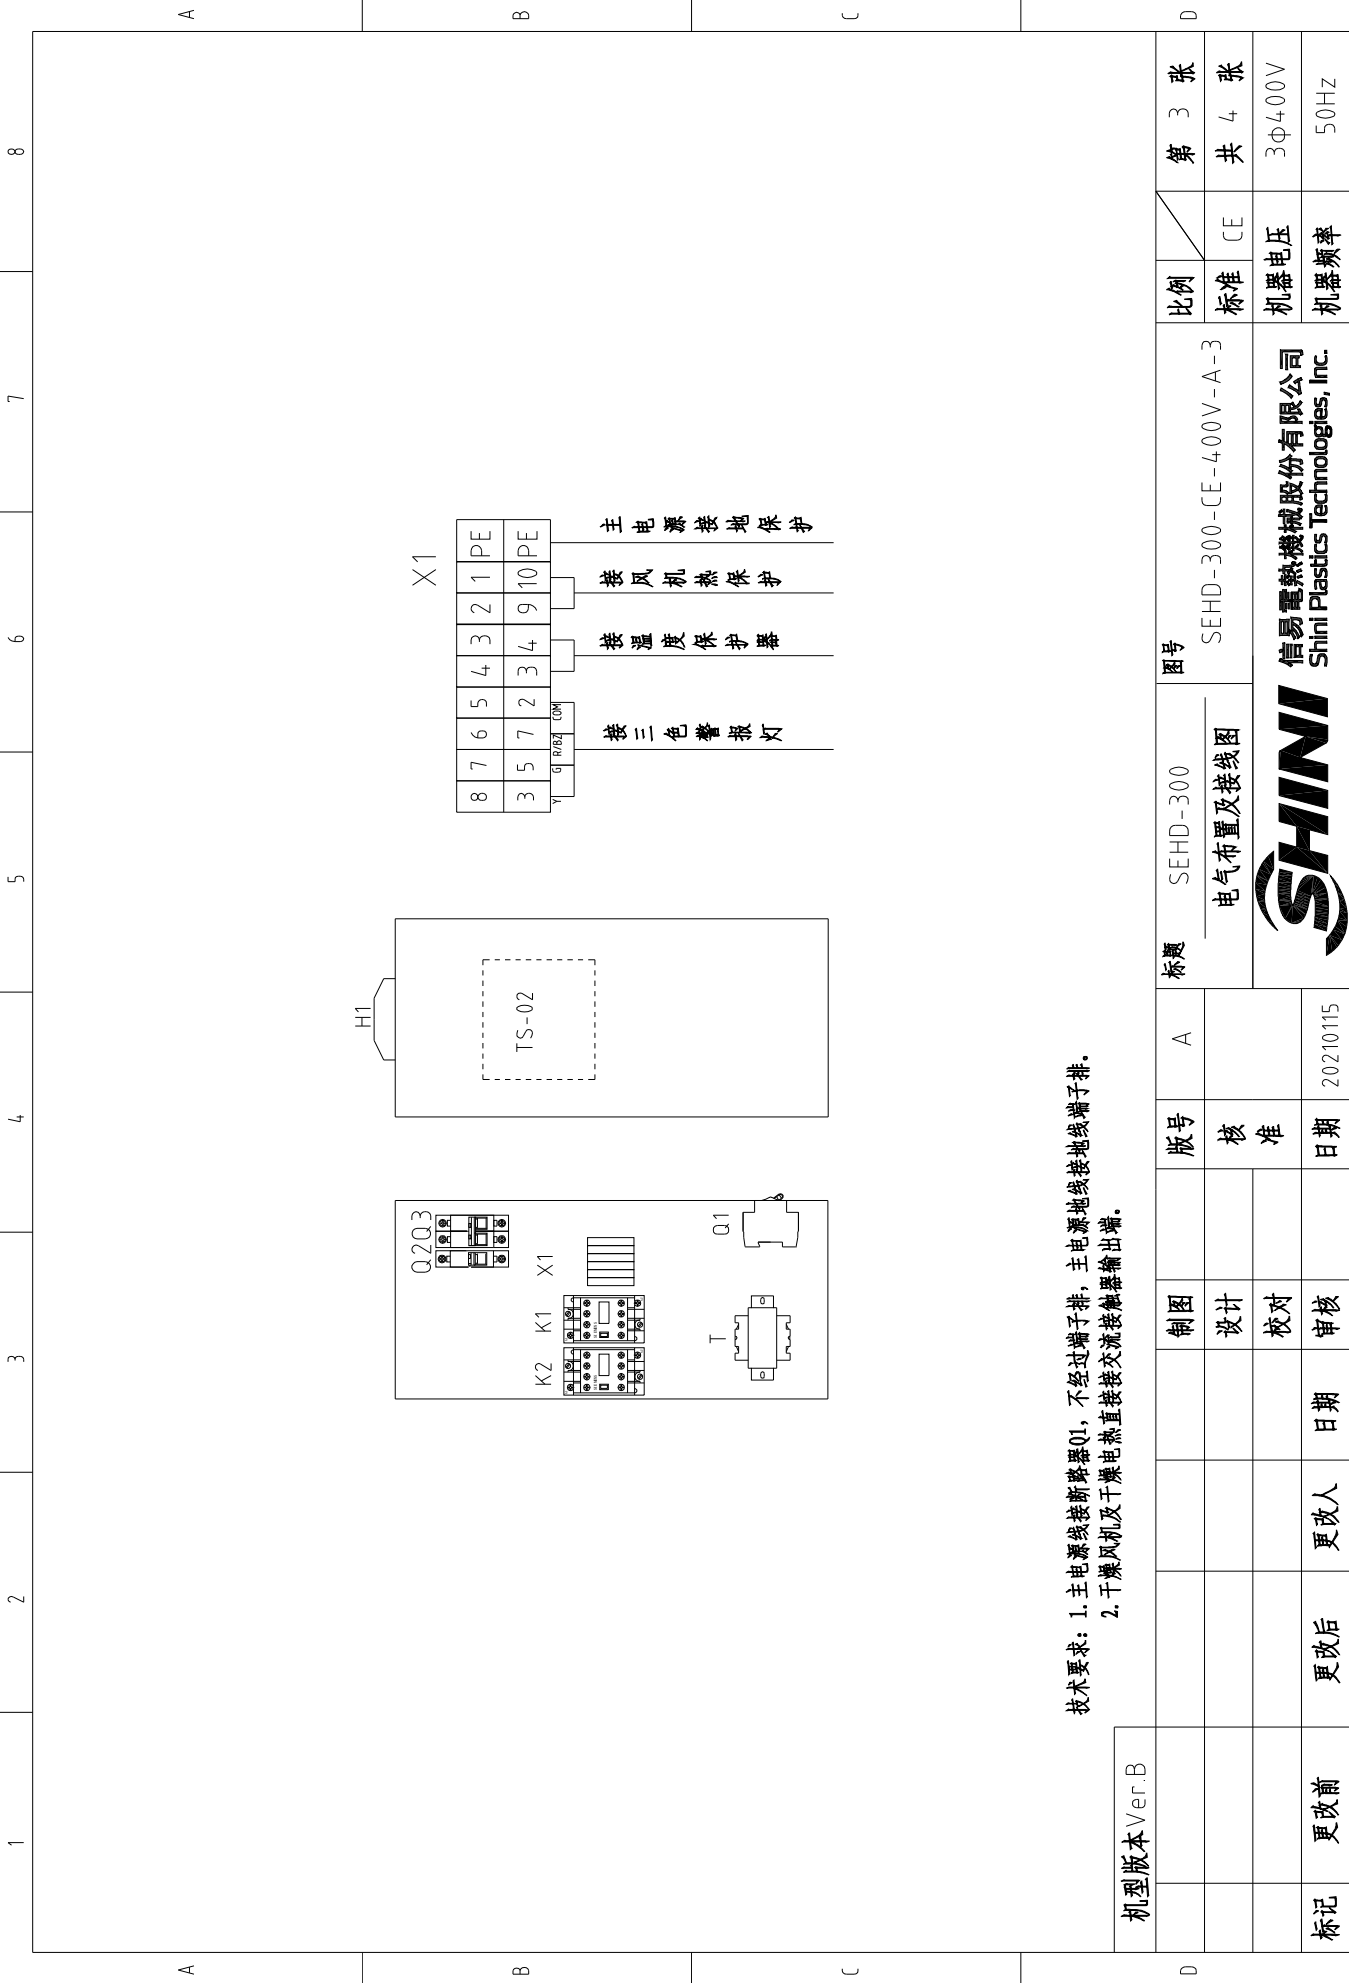 1 2 3 4 5 6 7 8
A
B
C
D
A
B
C
D
H1
TS-02
Q2Q3
X1
K1
K2
T
Q1
X1
8 7 6 5 4 3 2 1 PE
3 5 7 2 3 4 9 10 PE
Y G R/BZ COM
接三色警报灯
接温度保护器
接风机热保护
主电源接地保护
技术要求：1.主电源线接断路器Q1，不经过端子排，主电源地线接地线端子排。
2.干燥风机及干燥电热直接接交流接触器输出端。
机型版本Ver.B
标记 更改前 更改后 更改人 日期
制图
设计
校对
审核
版号 A
核准
日期 20210115
标题
SEHD-300
电气布置及接线图
图号
SEHD-300-CE-400V-A-3
SHINI
信易電熱機械股份有限公司
Shini Plastics Technologies, Inc.
比例 第 3 张
标准 CE 共 4 张
机器电压 3ф400V
机器频率 50Hz